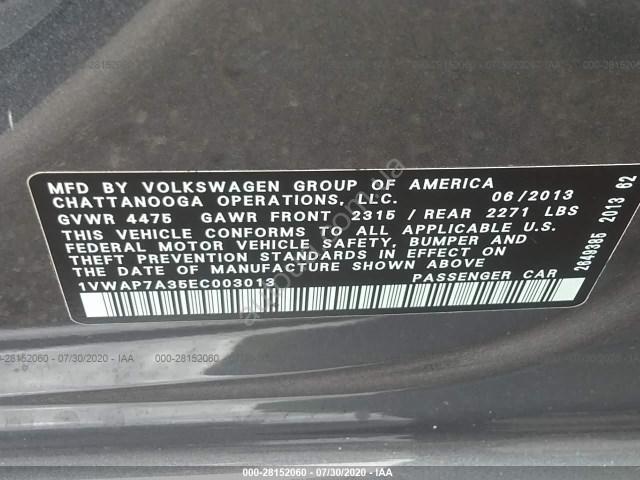 MFD BY VOLKSWAGEN GROUP OF AMERICA
CHATTANOOGA OPERATIONS, LLC. 06/2013
GVWR 4475 GAWR FRONT 2315 / REAR 2271 LBS
THIS VEHICLE CONFORMS TO ALL APPLICABLE U.S.
FEDERAL MOTOR VEHICLE SAFETY, BUMPER AND
THEFT PREVENTION STANDARDS IN EFFECT ON
THE DATE OF MANUFACTURE SHOWN ABOVE
1VWAP7A35EC003013 PASSENGER CAR
2649385 2013 62
000-28152060 - 07/30/2020 - IAA
000-28152060 - 07/30/2020 - IAA
000-28152060 - 07/30/2020 - IAA